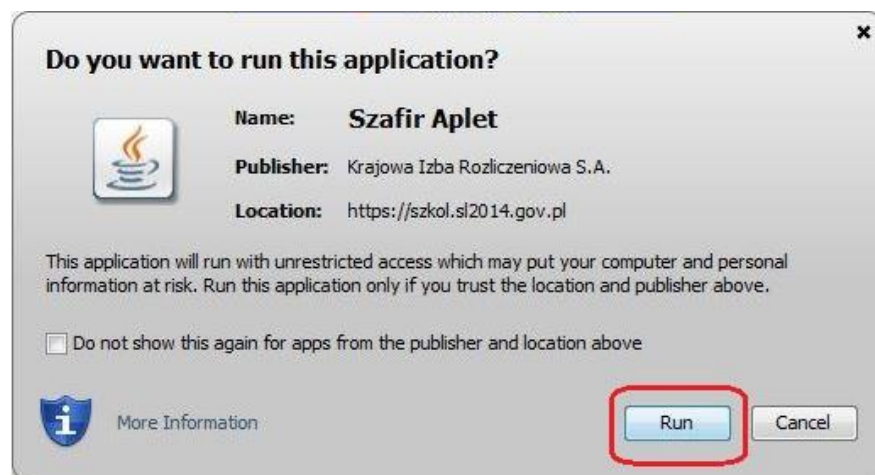 Do you want to run this application?
Name: Szafir Aplet
Publisher: Krajowa Izba Rozliczeniowa S.A.
Location: https://szkol.sl2014.gov.pl
This application will run with unrestricted access which may put your computer and personal
information at risk. Run this application only if you trust the location and publisher above.
Do not show this again for apps from the publisher and location above
More Information
Run
Cancel